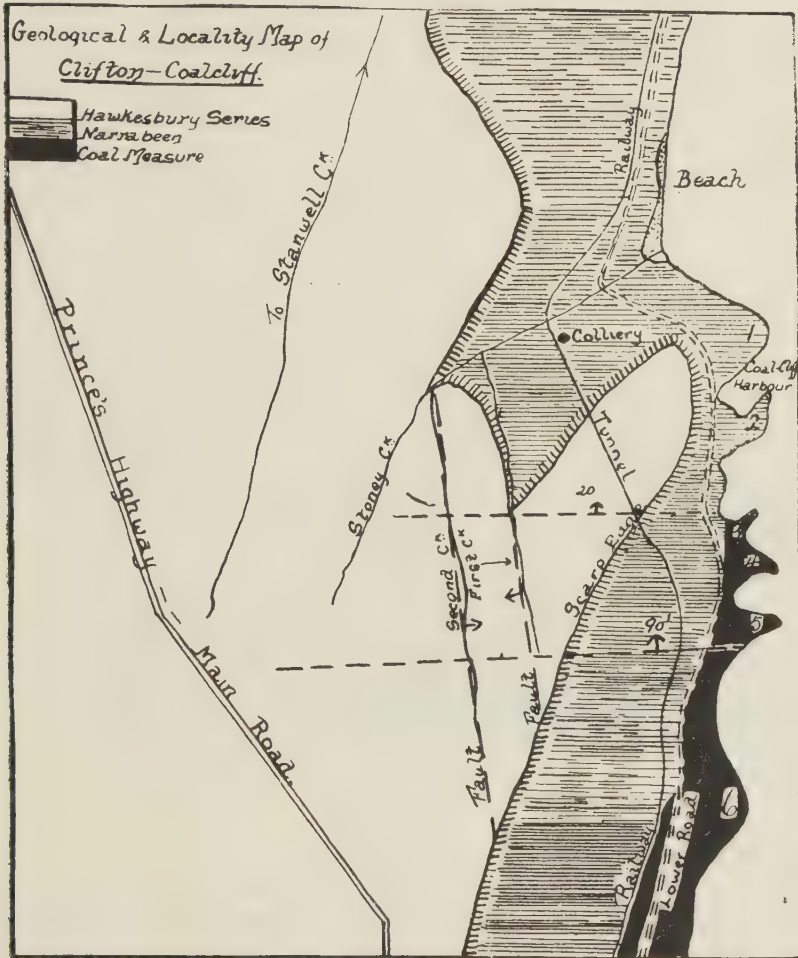 Geological & Locality Map of
Clifton-Coalcliff.
Hawkesbury Series
Narrabeen
Coal Measure
Railway
Beach
To Stanwell Ck
Prince's Highway
Main Road.
Colliery
1
Coal Cliff
Harbour
2
Tunnel
Stoney Ck
20
Second Ck
First Ck
Scarp Edge
4
5
90'
Fault
Fault
6
Railway
Lower Road